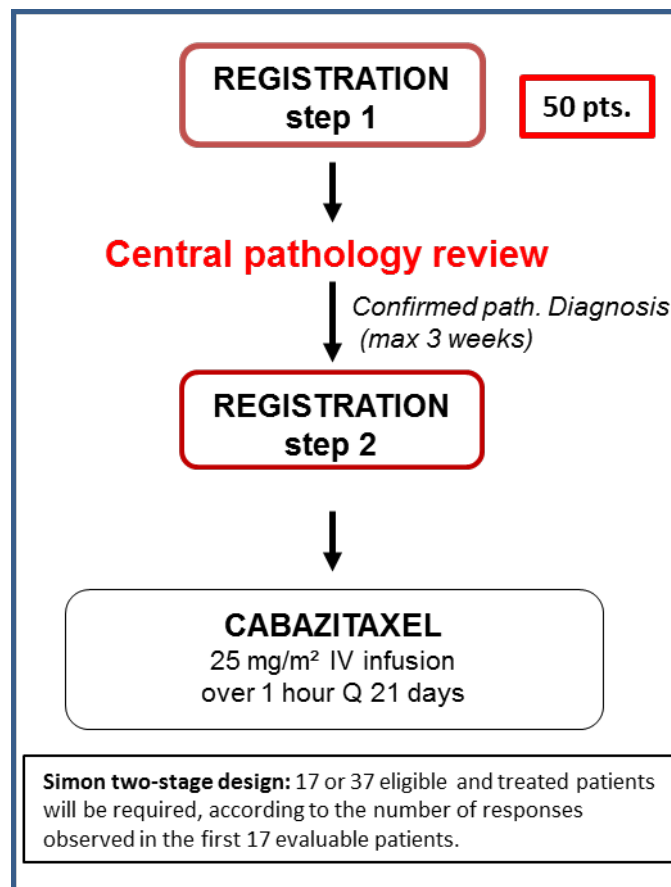 REGISTRATION
step 1
50 pts.
Central pathology review
Confirmed path. Diagnosis
(max 3 weeks)
REGISTRATION
step 2
CABAZITAXEL
25 mg/m² IV infusion
over 1 hour Q 21 days
Simon two-stage design: 17 or 37 eligible and treated patients
will be required, according to the number of responses
observed in the first 17 evaluable patients.